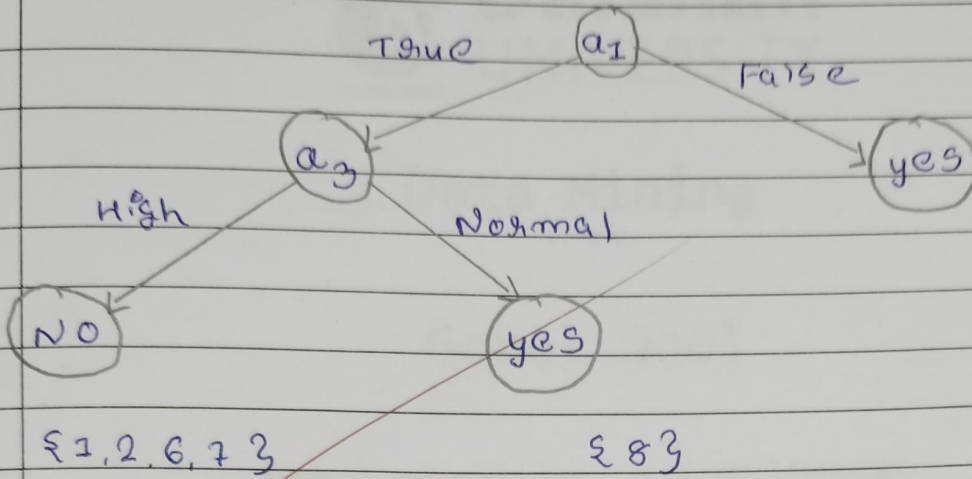 a1
True
False
a3
yes
High
Normal
NO
yes
{1,2,6,7}
{8}